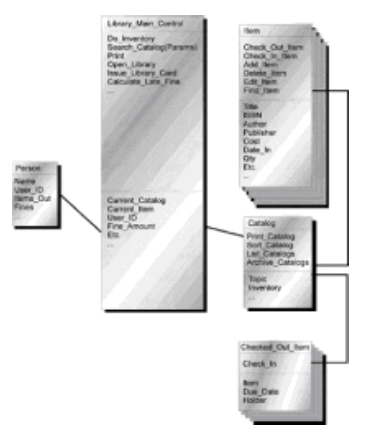 Library_Main_Control
Do_Inventory
Search_Catalog(Params)
Print
Open_Library
Issue_Library_Card
Calculate_Late_Fine
...
Current_Catalog
Current_Item
User_ID
Fine_Amount
Etc.
...
Item
Check_Out_Item
Check_In_Item
Add_Item
Delete_Item
Edit_Item
Find_Item
Title
ISBN
Author
Publisher
Cost
Date_In
Qty
Etc.
...
Person
Name
User_ID
Items_Out
Fines
Catalog
Print_Catalog
Sort_Catalog
List_Catalogs
Archive_Catalogs
Topic
Inventory
...
Checked_Out_Item
Check_In
Item
Due_Date
Holder